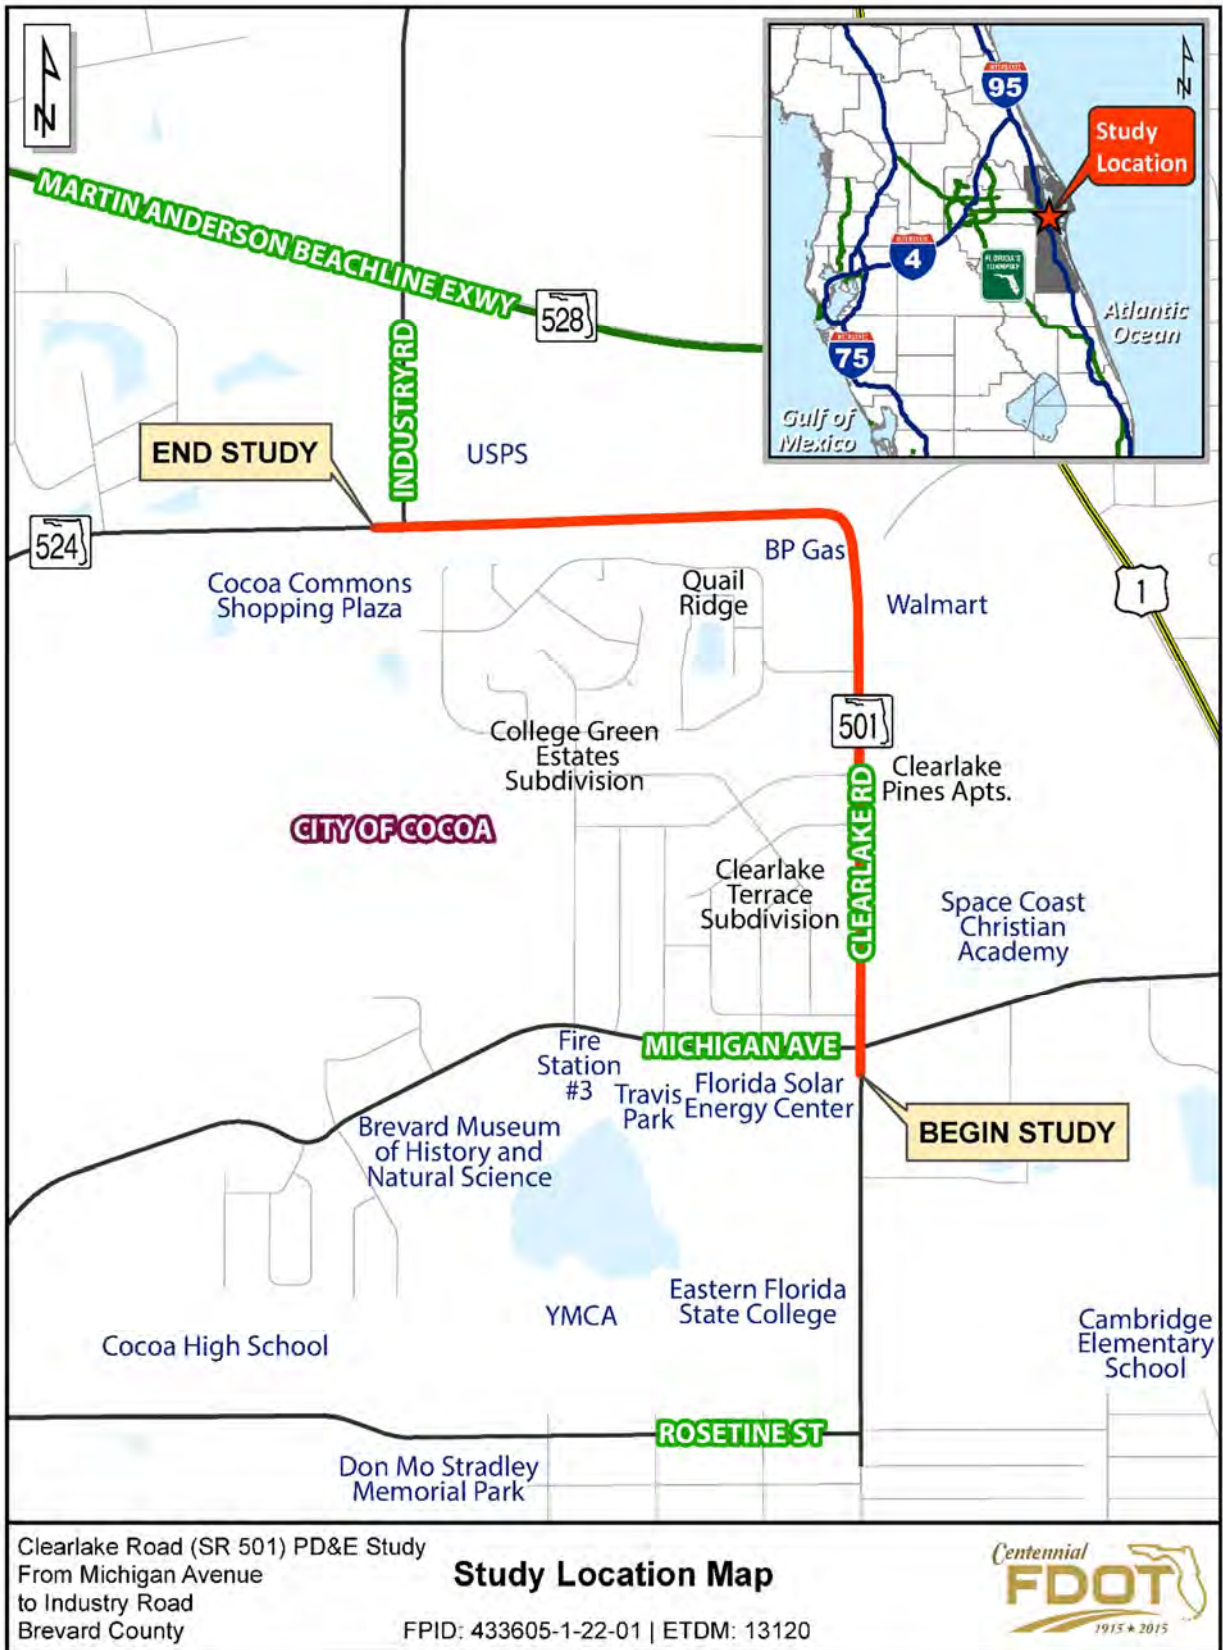 N
95
Study
Location
N
INTERSTATE
4
FLORIDA'S
TURNPIKE
75
Atlantic
Ocean
Gulf of
Mexico
MARTIN ANDERSON BEACHLINE EXWY
528
INDUSTRY RD
END STUDY
USPS
524
BP Gas
Cocoa Commons
Shopping Plaza
Quail
Ridge
Walmart
1
501
College Green
Estates
Subdivision
Clearlake
Pines Apts.
CITY OF COCOA
CLEARLAKE RD
Clearlake
Terrace
Subdivision
Space Coast
Christian
Academy
MICHIGAN AVE
Fire
Station
#3
Travis
Park
Florida Solar
Energy Center
BEGIN STUDY
Brevard Museum
of History and
Natural Science
Eastern Florida
State College
YMCA
Cambridge
Elementary
School
Cocoa High School
ROSETINE ST
Don Mo Stradley
Memorial Park
Clearlake Road (SR 501) PD&E Study
From Michigan Avenue
to Industry Road
Brevard County
Study Location Map
FPID: 433605-1-22-01 | ETDM: 13120
Centennial
FDOT
1915 ★ 2015